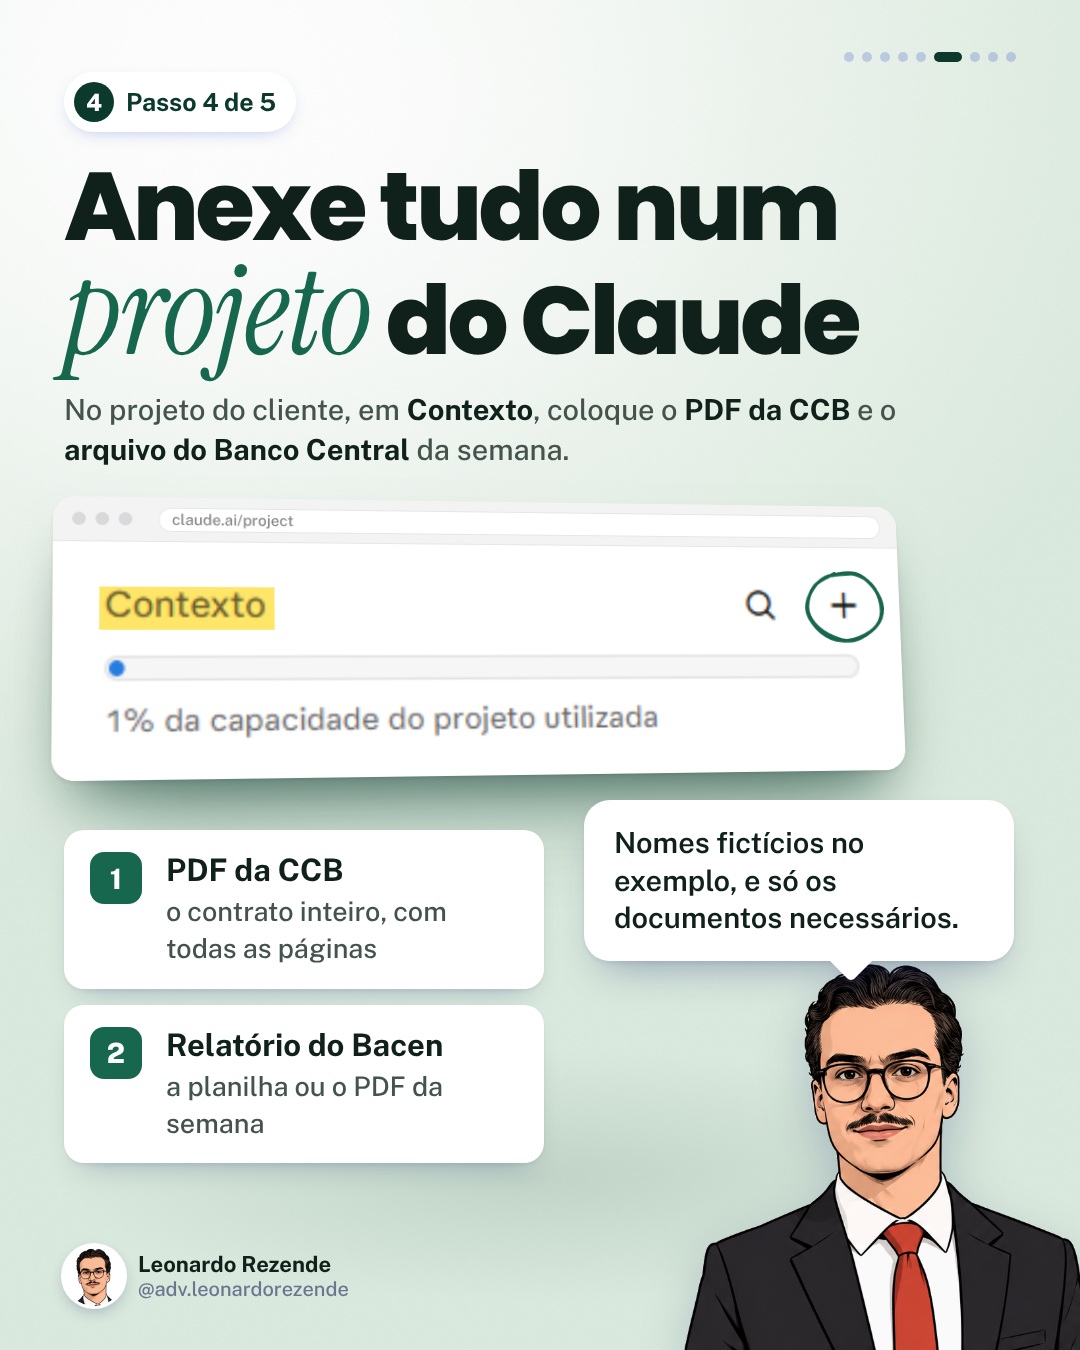 4 Passo 4 de 5
Anexe tudo num
projeto do Claude
No projeto do cliente, em Contexto, coloque o PDF da CCB e o
arquivo do Banco Central da semana.
claude.ai/project
Contexto
1% da capacidade do projeto utilizada
1 PDF da CCB
o contrato inteiro, com
todas as páginas
2 Relatório do Bacen
a planilha ou o PDF da
semana
Nomes fictícios no
exemplo, e só os
documentos necessários.
Leonardo Rezende
@adv.leonardorezende